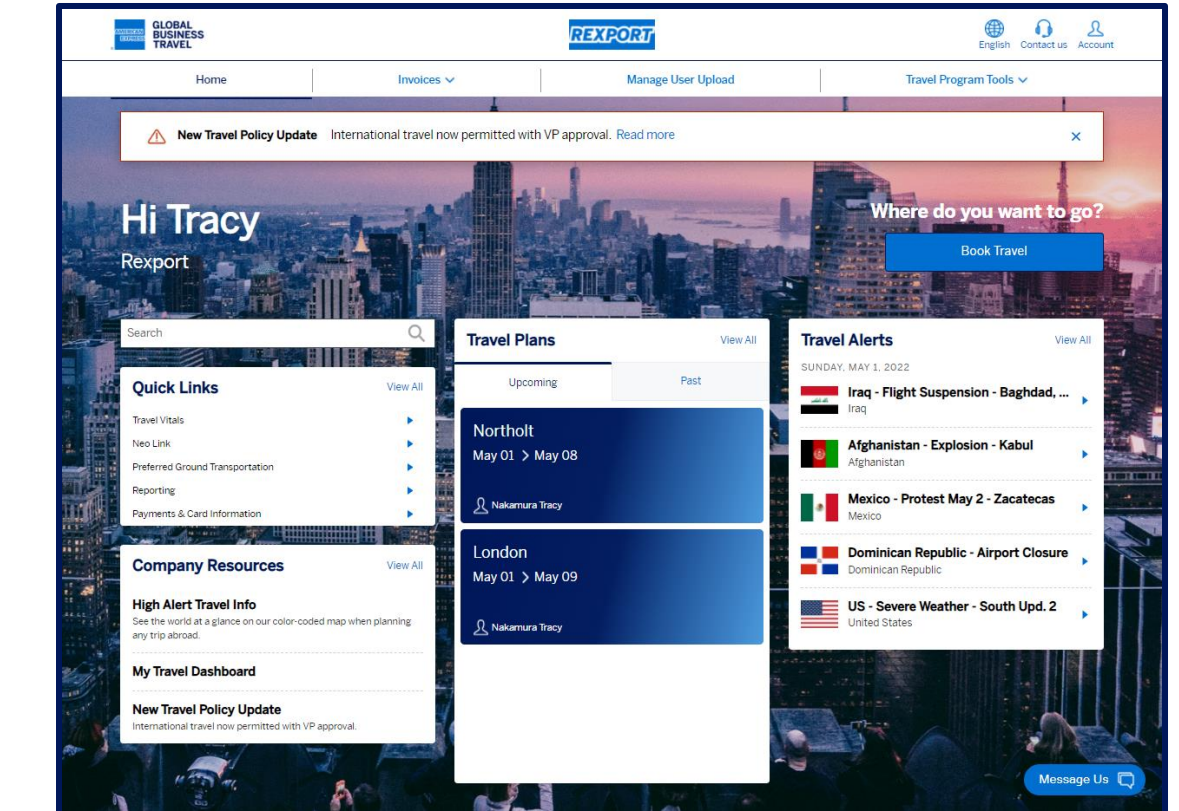 AMERICAN EXPRESS
GLOBAL
BUSINESS
TRAVEL
REXPORT
English
Contact us
Account
Home
Invoices
Manage User Upload
Travel Program Tools
New Travel Policy Update International travel now permitted with VP approval. Read more
Hi Tracy
Rexport
Where do you want to go?
Book Travel
Search
Quick Links View All
Travel Vitals
Neo Link
Preferred Ground Transportation
Reporting
Payments & Card Information
Company Resources View All
High Alert Travel Info
See the world at a glance on our color-coded map when planning
any trip abroad.
My Travel Dashboard
New Travel Policy Update
International travel now permitted with VP approval.
Travel Plans View All
Upcoming Past
Northolt
May 01 > May 08
Nakamura Tracy
London
May 01 > May 09
Nakamura Tracy
Travel Alerts View All
SUNDAY, MAY 1, 2022
Iraq - Flight Suspension - Baghdad, ...
Iraq
Afghanistan - Explosion - Kabul
Afghanistan
Mexico - Protest May 2 - Zacatecas
Mexico
Dominican Republic - Airport Closure
Dominican Republic
US - Severe Weather - South Upd. 2
United States
Message Us